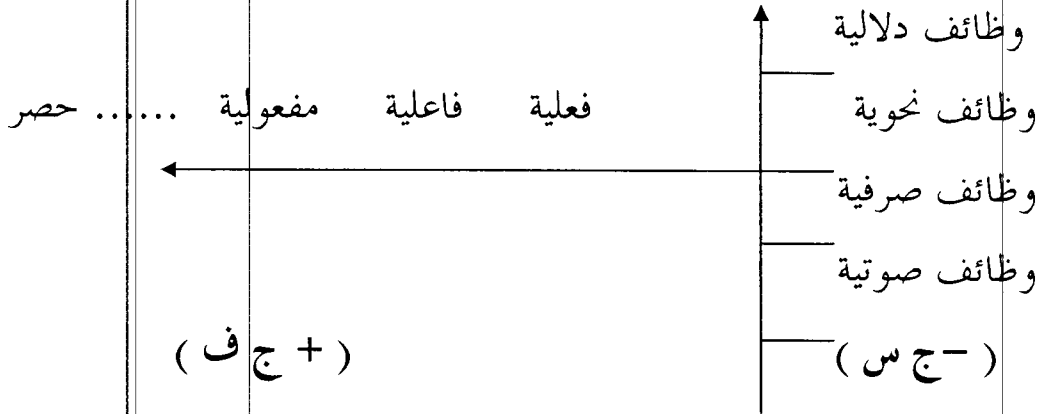 وظائف دلالية
وظائف نحوية فعلية فاعلية مفعولية ...... حصر
وظائف صرفية
وظائف صوتية
( –ج س ) ( + ج ف )